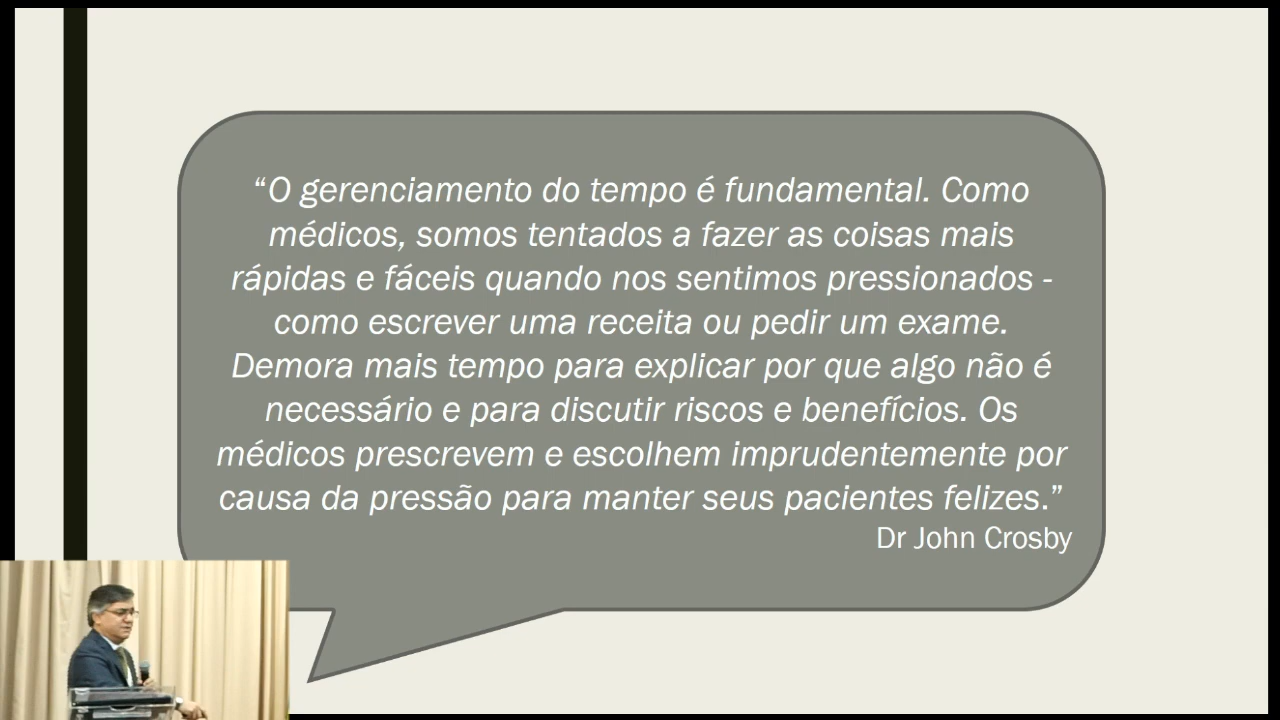 “O gerenciamento do tempo é fundamental. Como
médicos, somos tentados a fazer as coisas mais
rápidas e fáceis quando nos sentimos pressionados -
como escrever uma receita ou pedir um exame.
Demora mais tempo para explicar por que algo não é
necessário e para discutir riscos e benefícios. Os
médicos prescrevem e escolhem imprudentemente por
causa da pressão para manter seus pacientes felizes.”
Dr John Crosby